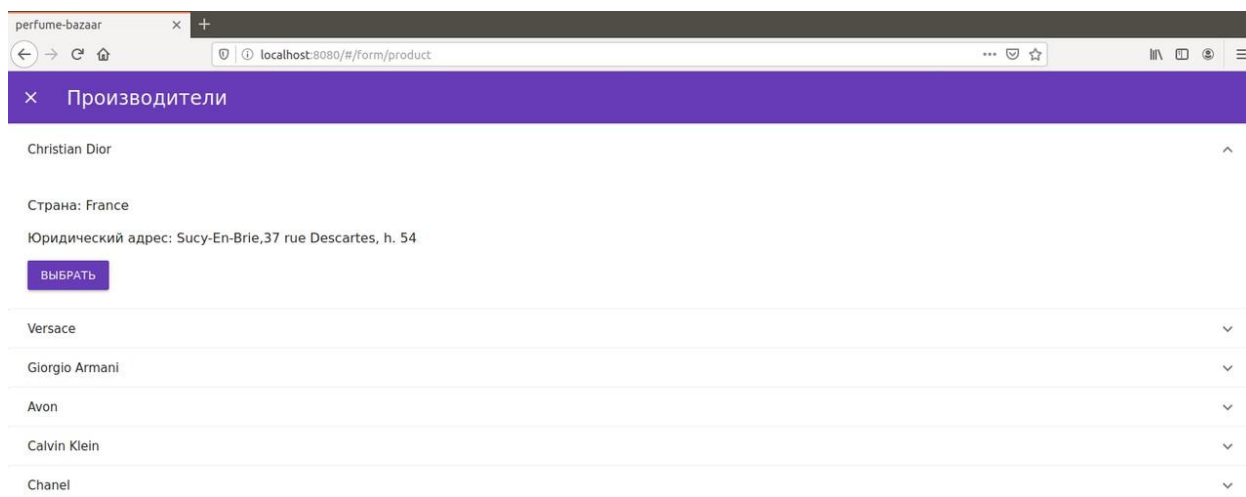 perfume-bazaar
localhost:8080/#/form/product
Производители
Christian Dior
Страна: France
Юридический адрес: Sucy-En-Brie,37 rue Descartes, h. 54
ВЫБРАТЬ
Versace
Giorgio Armani
Avon
Calvin Klein
Chanel